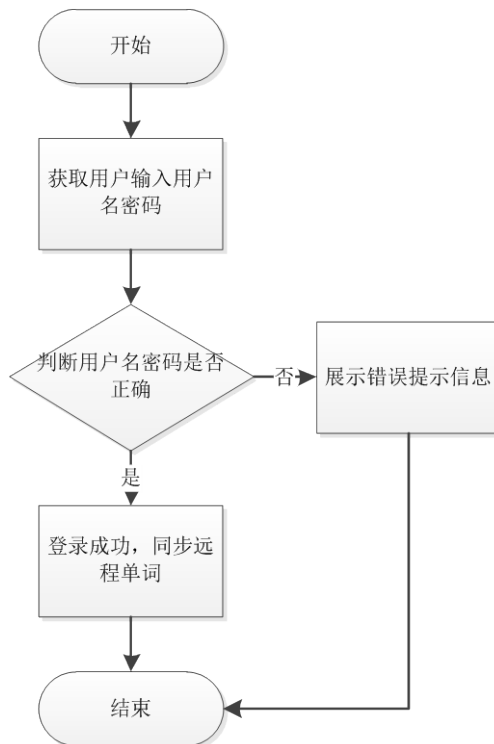 开始
获取用户输入用户
名密码
判断用户名密码是否
正确
否
展示错误提示信息
是
登录成功，同步远
程单词
结束